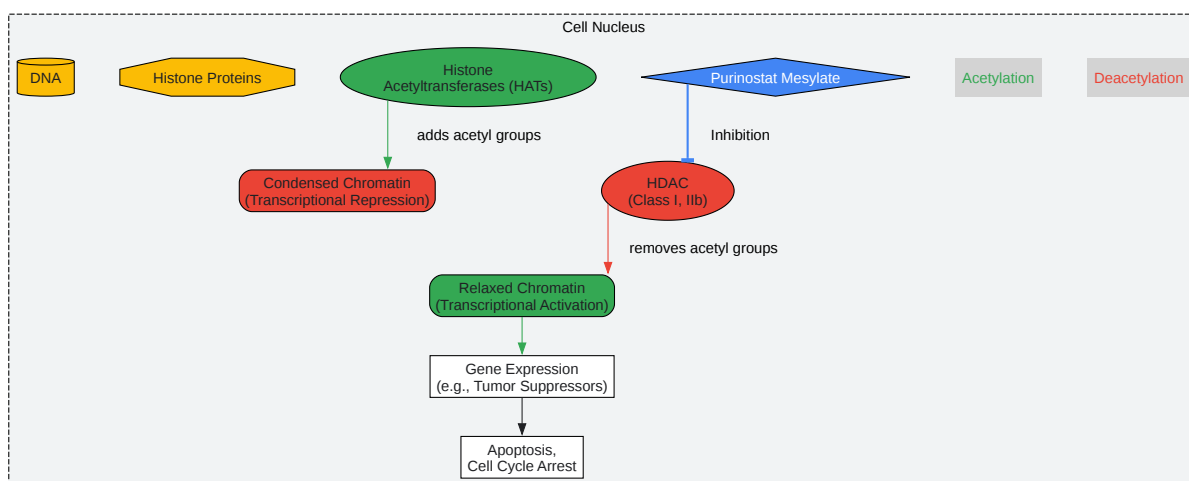 Cell Nucleus
DNA
Histone Proteins
Histone
Acetyltransferases (HATs)
Purinostat Mesylate
Acetylation
Deacetylation
adds acetyl groups
Inhibition
Condensed Chromatin
(Transcriptional Repression)
HDAC
(Class I, IIb)
removes acetyl groups
Relaxed Chromatin
(Transcriptional Activation)
Gene Expression
(e.g., Tumor Suppressors)
Apoptosis,
Cell Cycle Arrest